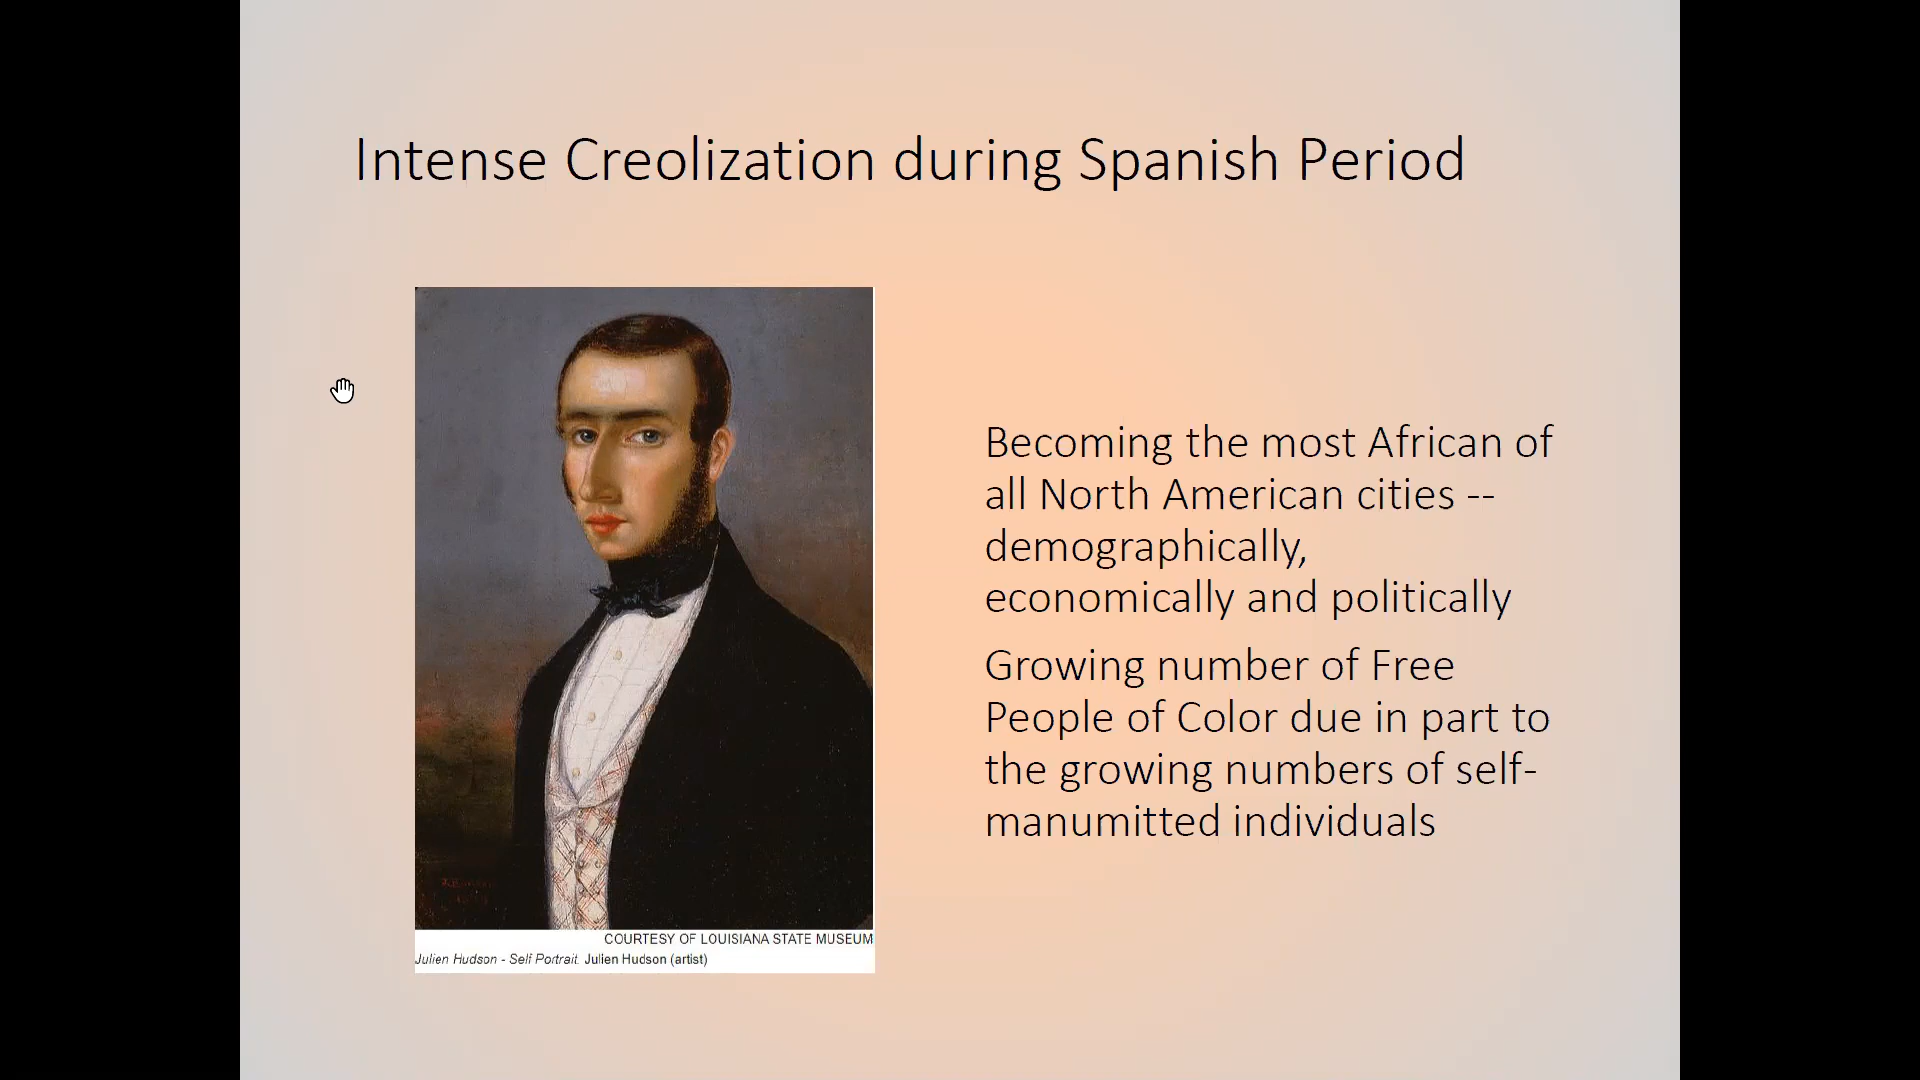 Intense Creolization during Spanish Period
Becoming the most African of
all North American cities --
demographically,
economically and politically
Growing number of Free
People of Color due in part to
the growing numbers of self-
manumitted individuals
COURTESY OF LOUISIANA STATE MUSEUM
Julien Hudson - Self Portrait. Julien Hudson (artist)